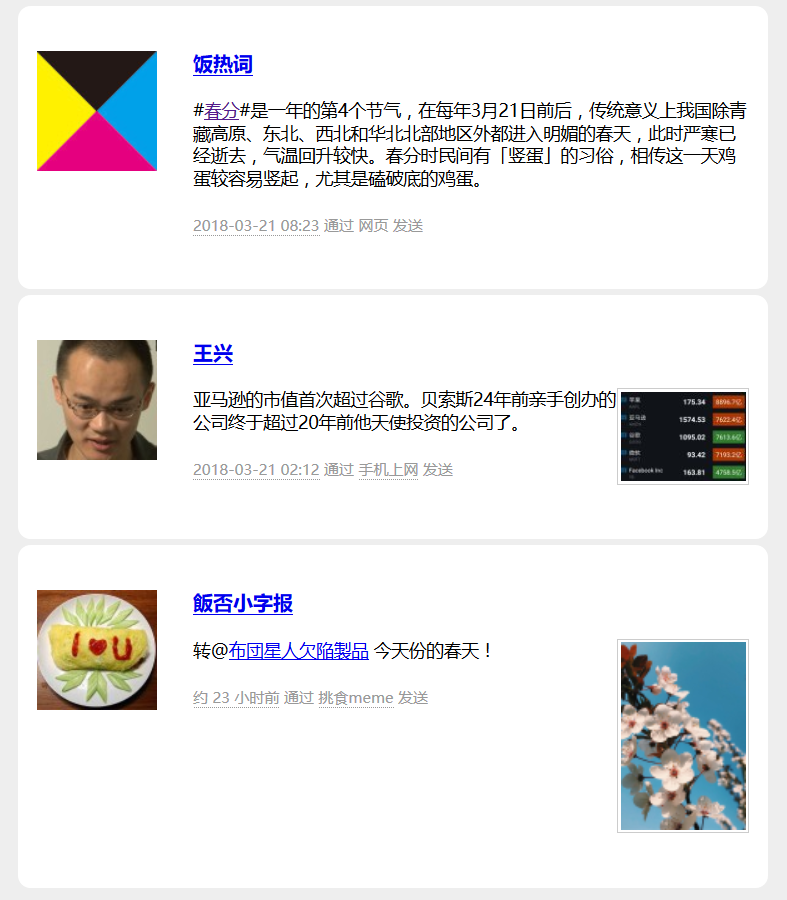 饭热词
#春分#是一年的第4个节气，在每年3月21日前后，传统意义上我国除青
藏高原、东北、西北和华北北部地区外都进入明媚的春天，此时严寒已
经逝去，气温回升较快。春分时民间有「竖蛋」的习俗，相传这一天鸡
蛋较容易竖起，尤其是磕破底的鸡蛋。
2018-03-21 08:23 通过 网页 发送
王兴
亚马逊的市值首次超过谷歌。贝索斯24年前亲手创办的
公司终于超过20年前他天使投资的公司了。
2018-03-21 02:12 通过 手机上网 发送
苹果 175.34 8896.7亿
亚马逊 1574.53 7622.4亿
谷歌 1095.02 7613.6亿
微软 93.42 7193.2亿
Facebook Inc 163.81 4758.5亿
飯否小字报
I U
转@布団星人欠陥製品 今天份的春天！
约 23 小时前 通过 挑食meme 发送